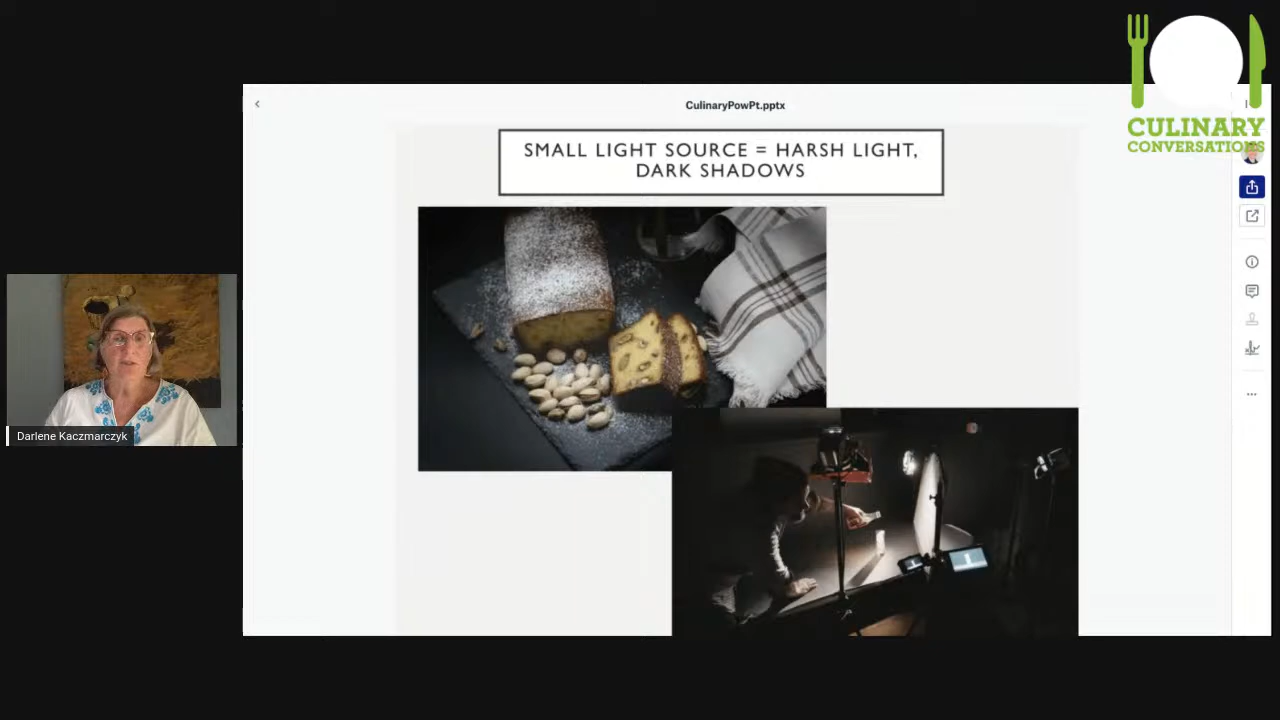 CULINARY
CONVERSATIONS
CulinaryPowPt.pptx
SMALL LIGHT SOURCE = HARSH LIGHT,
DARK SHADOWS
Darlene Kaczmarczyk